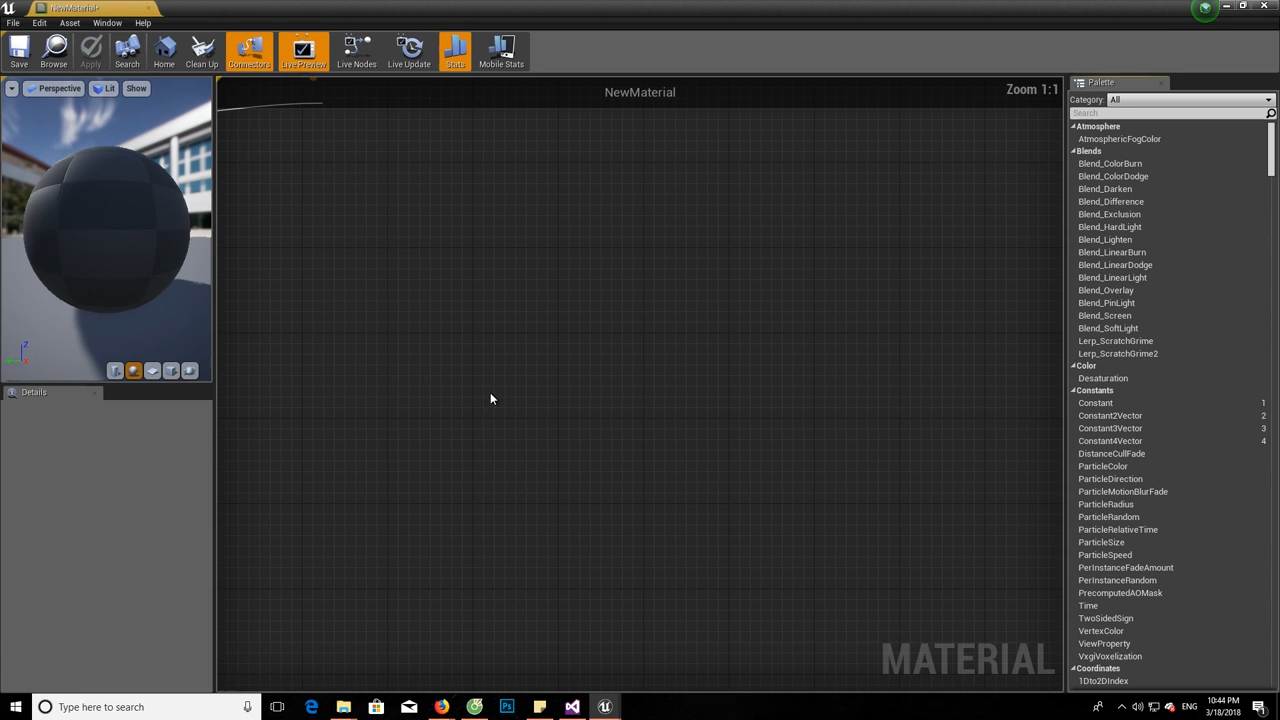 NewMaterial*
File Edit Asset Window Help
Save Browse Apply Search Home Clean Up Connectors Live Preview Live Nodes Live Update Stats Mobile Stats
Perspective Lit Show
NewMaterial
Zoom 1:1
Palette
Category: All
Search
Atmosphere
AtmosphericFogColor
Blends
Blend_ColorBurn
Blend_ColorDodge
Blend_Darken
Blend_Difference
Blend_Exclusion
Blend_HardLight
Blend_Lighten
Blend_LinearBurn
Blend_LinearDodge
Blend_LinearLight
Blend_Overlay
Blend_PinLight
Blend_Screen
Blend_SoftLight
Lerp_ScratchGrime
Lerp_ScratchGrime2
Color
Desaturation
Constants
Constant 1
Constant2Vector 2
Constant3Vector 3
Constant4Vector 4
DistanceCullFade
ParticleColor
ParticleDirection
ParticleMotionBlurFade
ParticleRadius
ParticleRandom
ParticleRelativeTime
ParticleSize
ParticleSpeed
PerInstanceFadeAmount
PerInstanceRandom
PrecomputedAOMask
Time
TwoSidedSign
VertexColor
ViewProperty
VxgiVoxelization
Coordinates
1Dto2DIndex
Z
X
Details
MATERIAL
Type here to search
ENG
10:44 PM
3/18/2018